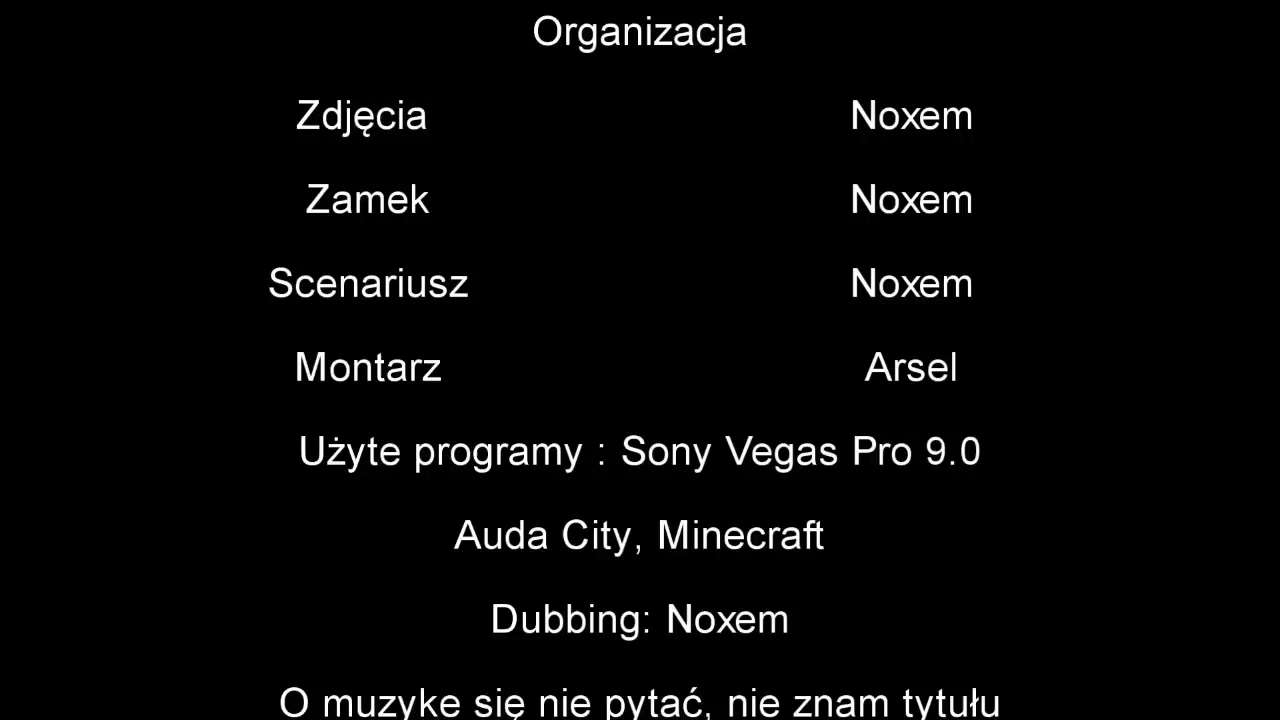 Organizacja
Zdjęcia Noxem
Zamek Noxem
Scenariusz Noxem
Montarz Arsel
Użyte programy : Sony Vegas Pro 9.0
Auda City, Minecraft
Dubbing: Noxem
O muzyke się nie pytać, nie znam tytułu